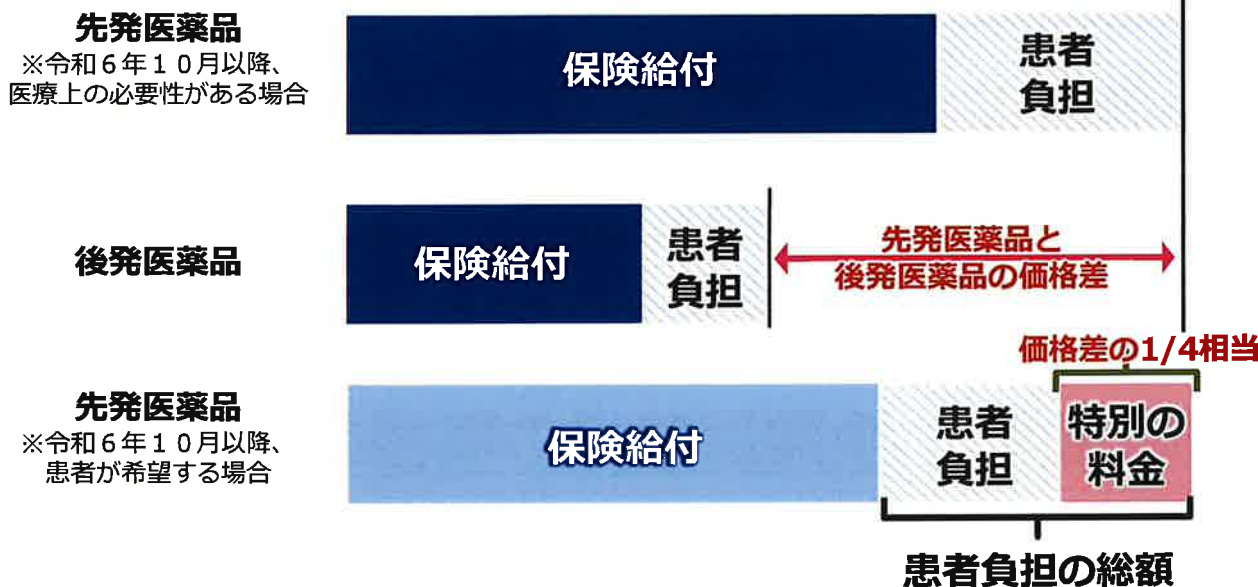 先発医薬品
※令和6年10月以降、
医療上の必要性がある場合
保険給付
患者
負担
後発医薬品
保険給付
患者
負担
先発医薬品と
後発医薬品の価格差
価格差の1/4相当
先発医薬品
※令和6年10月以降、
患者が希望する場合
保険給付
患者
負担
特別の
料金
患者負担の総額